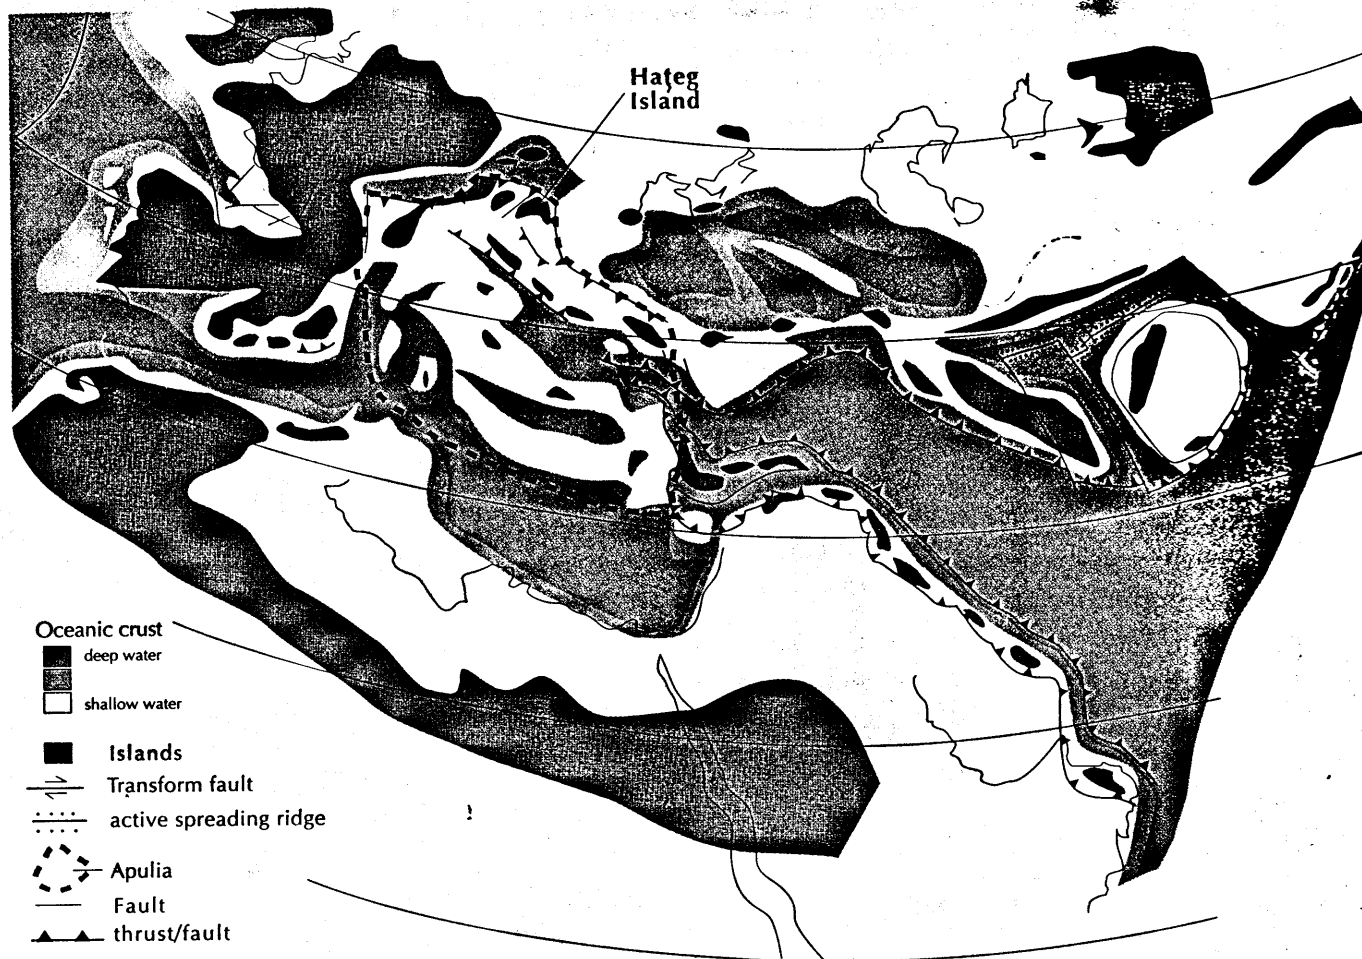 Haţeg
Island
Oceanic crust
deep water
shallow water
Islands
Transform fault
active spreading ridge
Apulia
Fault
thrust/fault